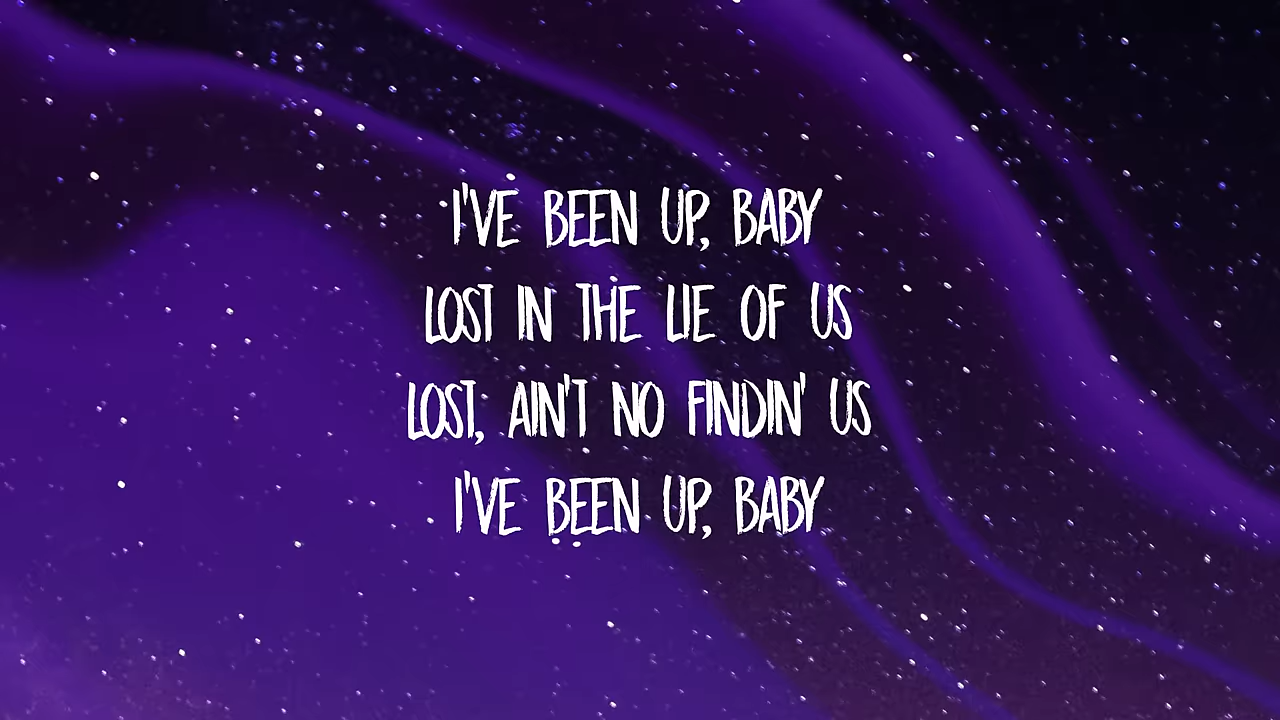 I'VE BEEN UP, BABY
LOST IN THE LIE OF US
LOST, AIN'T NO FINDIN' US
I'VE BEEN UP, BABY